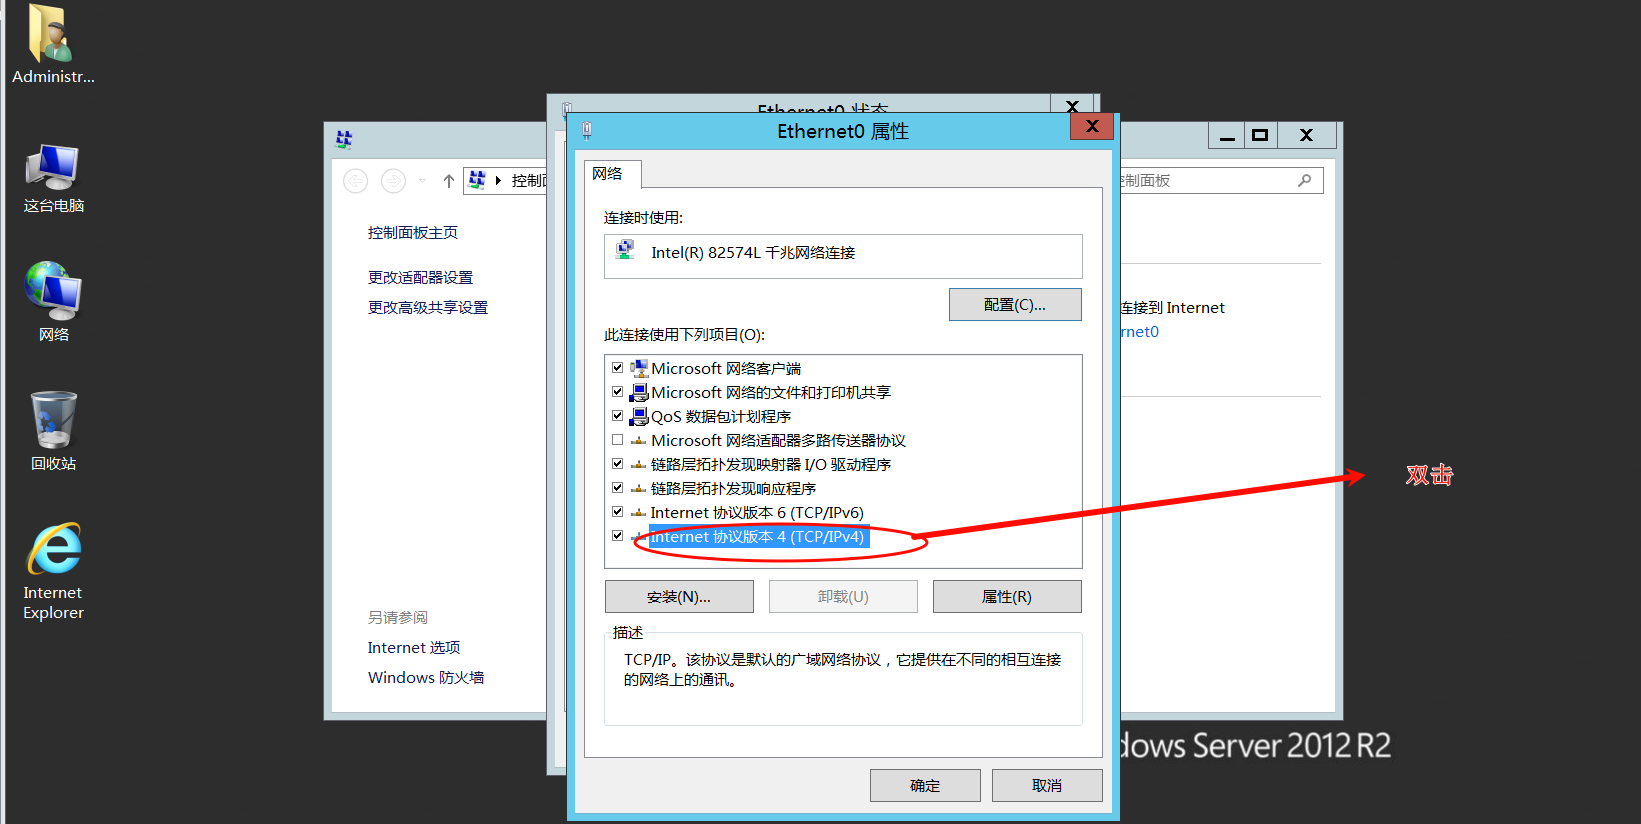 Administr...
这台电脑
网络
回收站
Internet
Explorer
Ethernet0 状态
Ethernet0 属性
控制面板主页
更改适配器设置
更改高级共享设置
另请参阅
Internet 选项
Windows 防火墙
控制面板
连接到 Internet
rnet0
网络
连接时使用:
Intel(R) 82574L 千兆网络连接
配置(C)...
此连接使用下列项目(O):
Microsoft 网络客户端
Microsoft 网络的文件和打印机共享
QoS 数据包计划程序
Microsoft 网络适配器多路传送器协议
链路层拓扑发现映射器 I/O 驱动程序
链路层拓扑发现响应程序
Internet 协议版本 6 (TCP/IPv6)
Internet 协议版本 4 (TCP/IPv4)
安装(N)...
卸载(U)
属性(R)
描述
TCP/IP。该协议是默认的广域网络协议，它提供在不同的相互连接
的网络上的通讯。
确定
取消
双击
dows Server 2012 R2